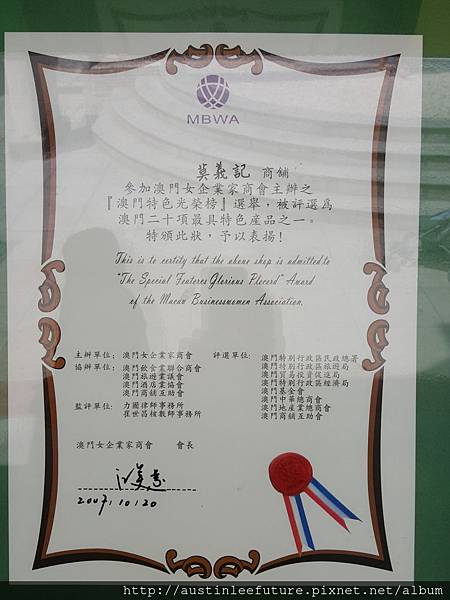 MBWA
莫義記 商舖
參加澳門女企業家商會主辦之
『澳門特色光榮榜』選舉，被評選為
澳門二十項最具特色產品之一。
特頒此狀，予以表揚!
This is to certify that the above shop is admitted to
"The Special Features Glorious Placard" Award
of the Macau Businesswomen Association.
主辦單位: 澳門女企業家商會
協辦單位: 澳門飲食業聯合商會
澳門旅遊業議會
澳門酒店業協會
澳門商舖互助會
監評單位: 力圖律師事務所
崔世昌核數師事務所
評選單位: 澳門特別行政區民政總署
澳門特別行政區旅遊局
澳門貿易投資促進局
澳門特別行政區經濟局
澳門基金會
澳門中華總商會
澳門地產業總商會
澳門商舖互助會
澳門女企業家商會 會長
2007.10.20
http://austinleefuture.pixnet.net/album